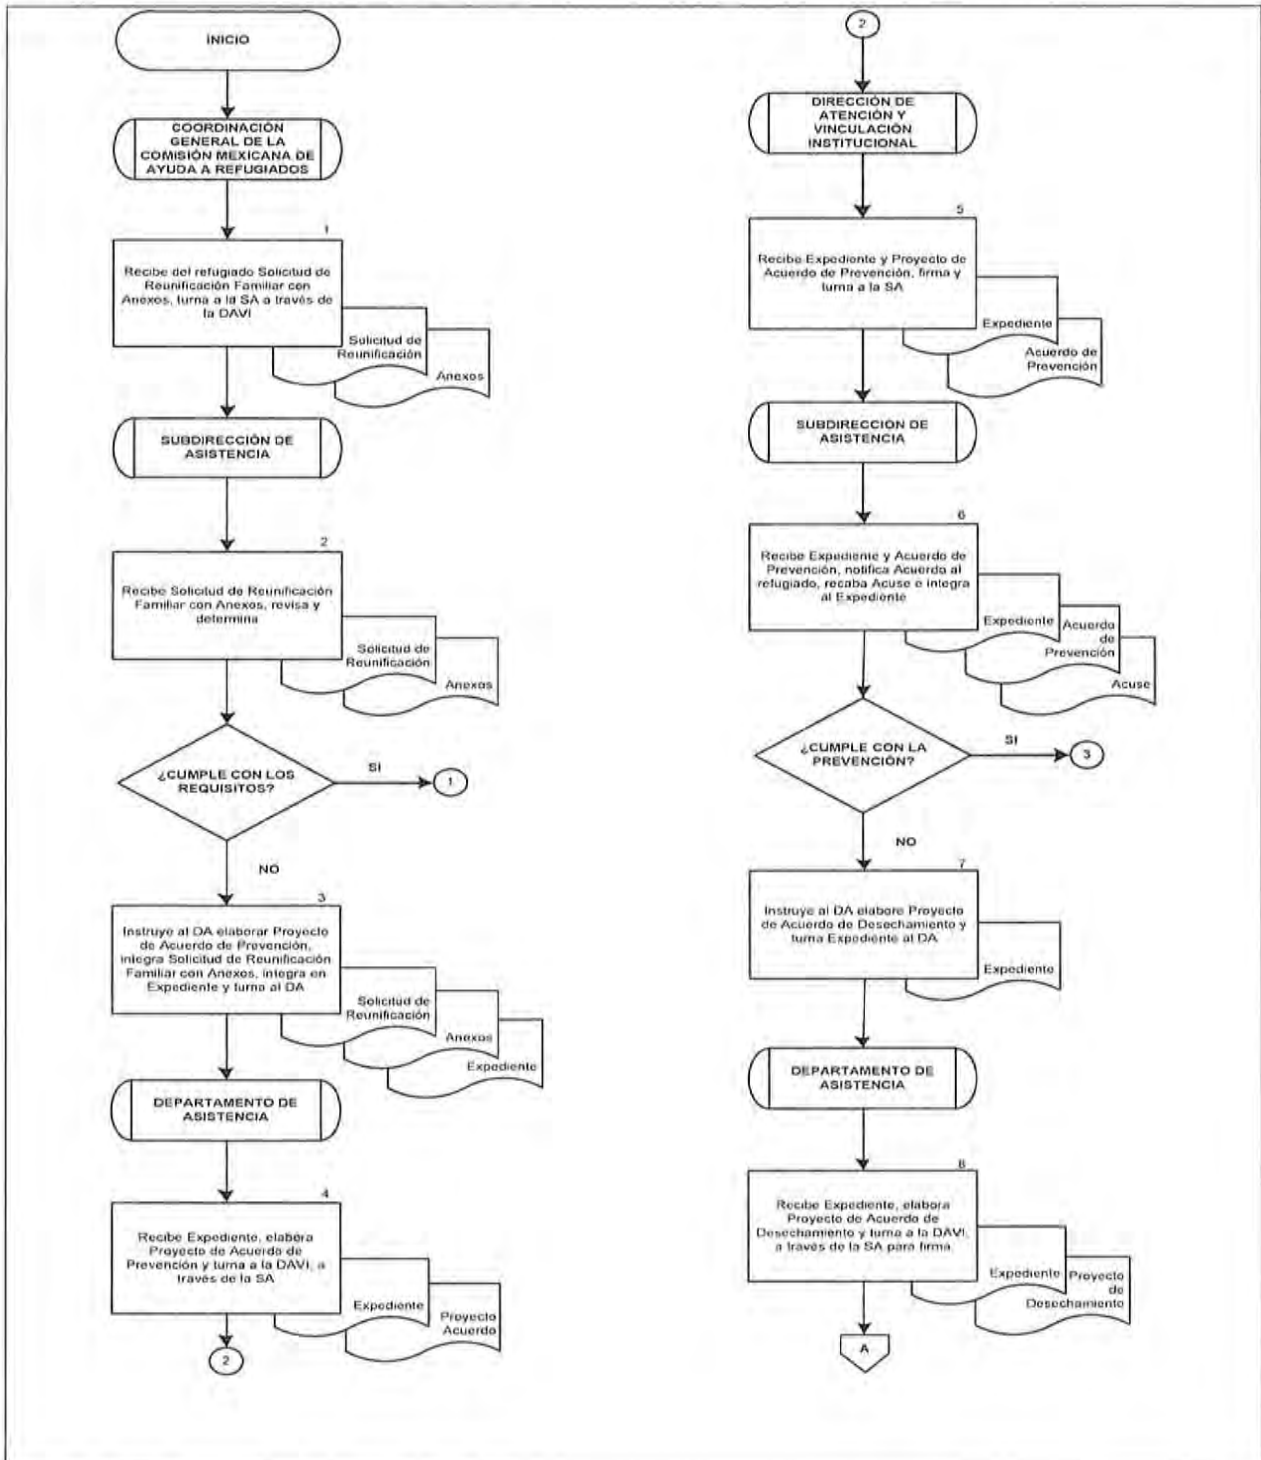 INICIO
COORDINACIÓN
GENERAL DE LA
COMISIÓN MEXICANA DE
AYUDA A REFUGIADOS
1
Recibe del refugiado Solicitud de
Reunificación Familiar con
Anexos, turna a la SA a través de
la DAVI
Solicitud de
Reunificación
Anexos
SUBDIRECCIÓN DE
ASISTENCIA
2
Recibe Solicitud de Reunificación
Familiar con Anexos, revisa y
determina
Solicitud de
Reunificación
Anexos
¿CUMPLE CON LOS
REQUISITOS?
SI
1
NO
3
Instruye al DA elaborar Proyecto
de Acuerdo de Prevención,
integra Solicitud de Reunificación
Familiar con Anexos, integra en
Expediente y turna al DA
Solicitud de
Reunificación
Anexos
Expediente
DEPARTAMENTO DE
ASISTENCIA
4
Recibe Expediente, elabora
Proyecto de Acuerdo de
Prevención y turna a la DAVI, a
través de la SA
Expediente
Proyecto
Acuerdo
2
2
DIRECCIÓN DE
ATENCIÓN Y
VINCULACIÓN
INSTITUCIONAL
5
Recibe Expediente y Proyecto de
Acuerdo de Prevención, firma y
turna a la SA
Expediente
Acuerdo de
Prevención
SUBDIRECCIÓN DE
ASISTENCIA
6
Recibe Expediente y Acuerdo de
Prevención, notifica Acuerdo al
refugiado, recaba Acuse e integra
al Expediente
Expediente
Acuerdo
de
Prevención
Acuse
¿CUMPLE CON LA
PREVENCIÓN?
SI
3
NO
7
Instruye al DA elabore Proyecto
de Acuerdo de Desechamiento y
turna Expediente al DA
Expediente
DEPARTAMENTO DE
ASISTENCIA
8
Recibe Expediente, elabora
Proyecto de Acuerdo de
Desechamiento y turna a la DAVI,
a través de la SA para firma
Expediente
Proyecto
de
Desechamiento
A